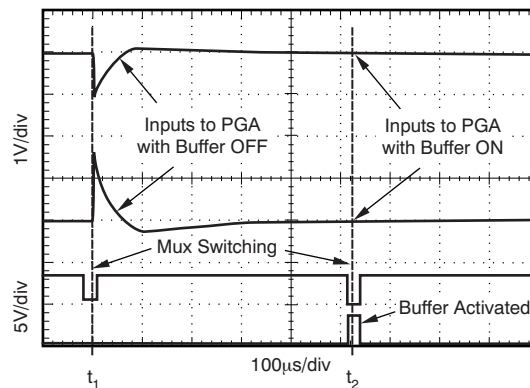 1V/div
5V/div
Inputs to PGA
with Buffer OFF
Inputs to PGA
with Buffer ON
Mux Switching
Buffer Activated
100μs/div
t1
t2